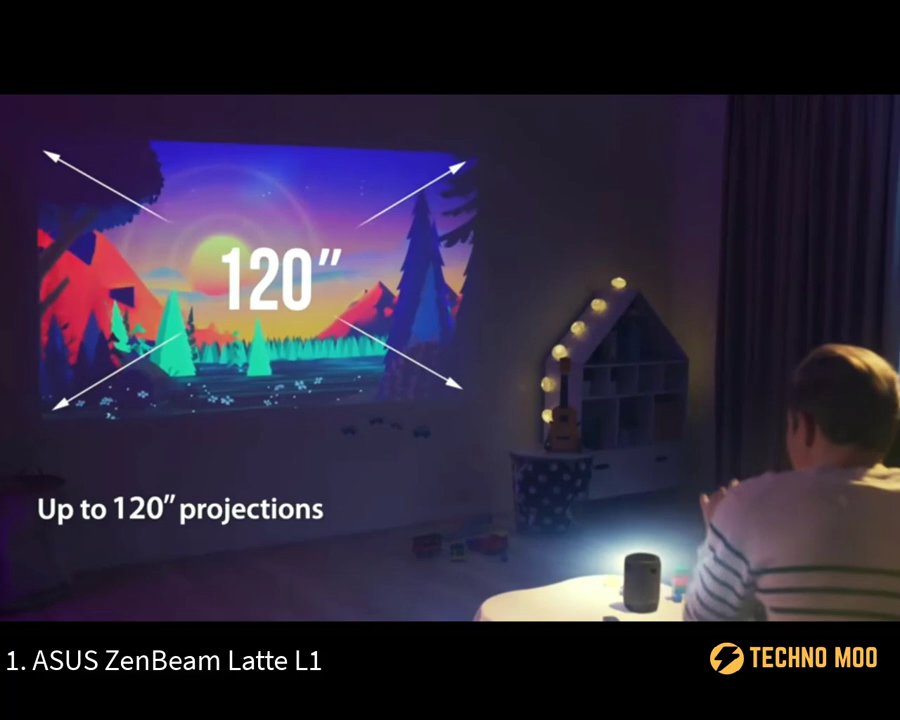 120″
Up to 120″ projections
1. ASUS ZenBeam Latte L1
TECHNO MOO